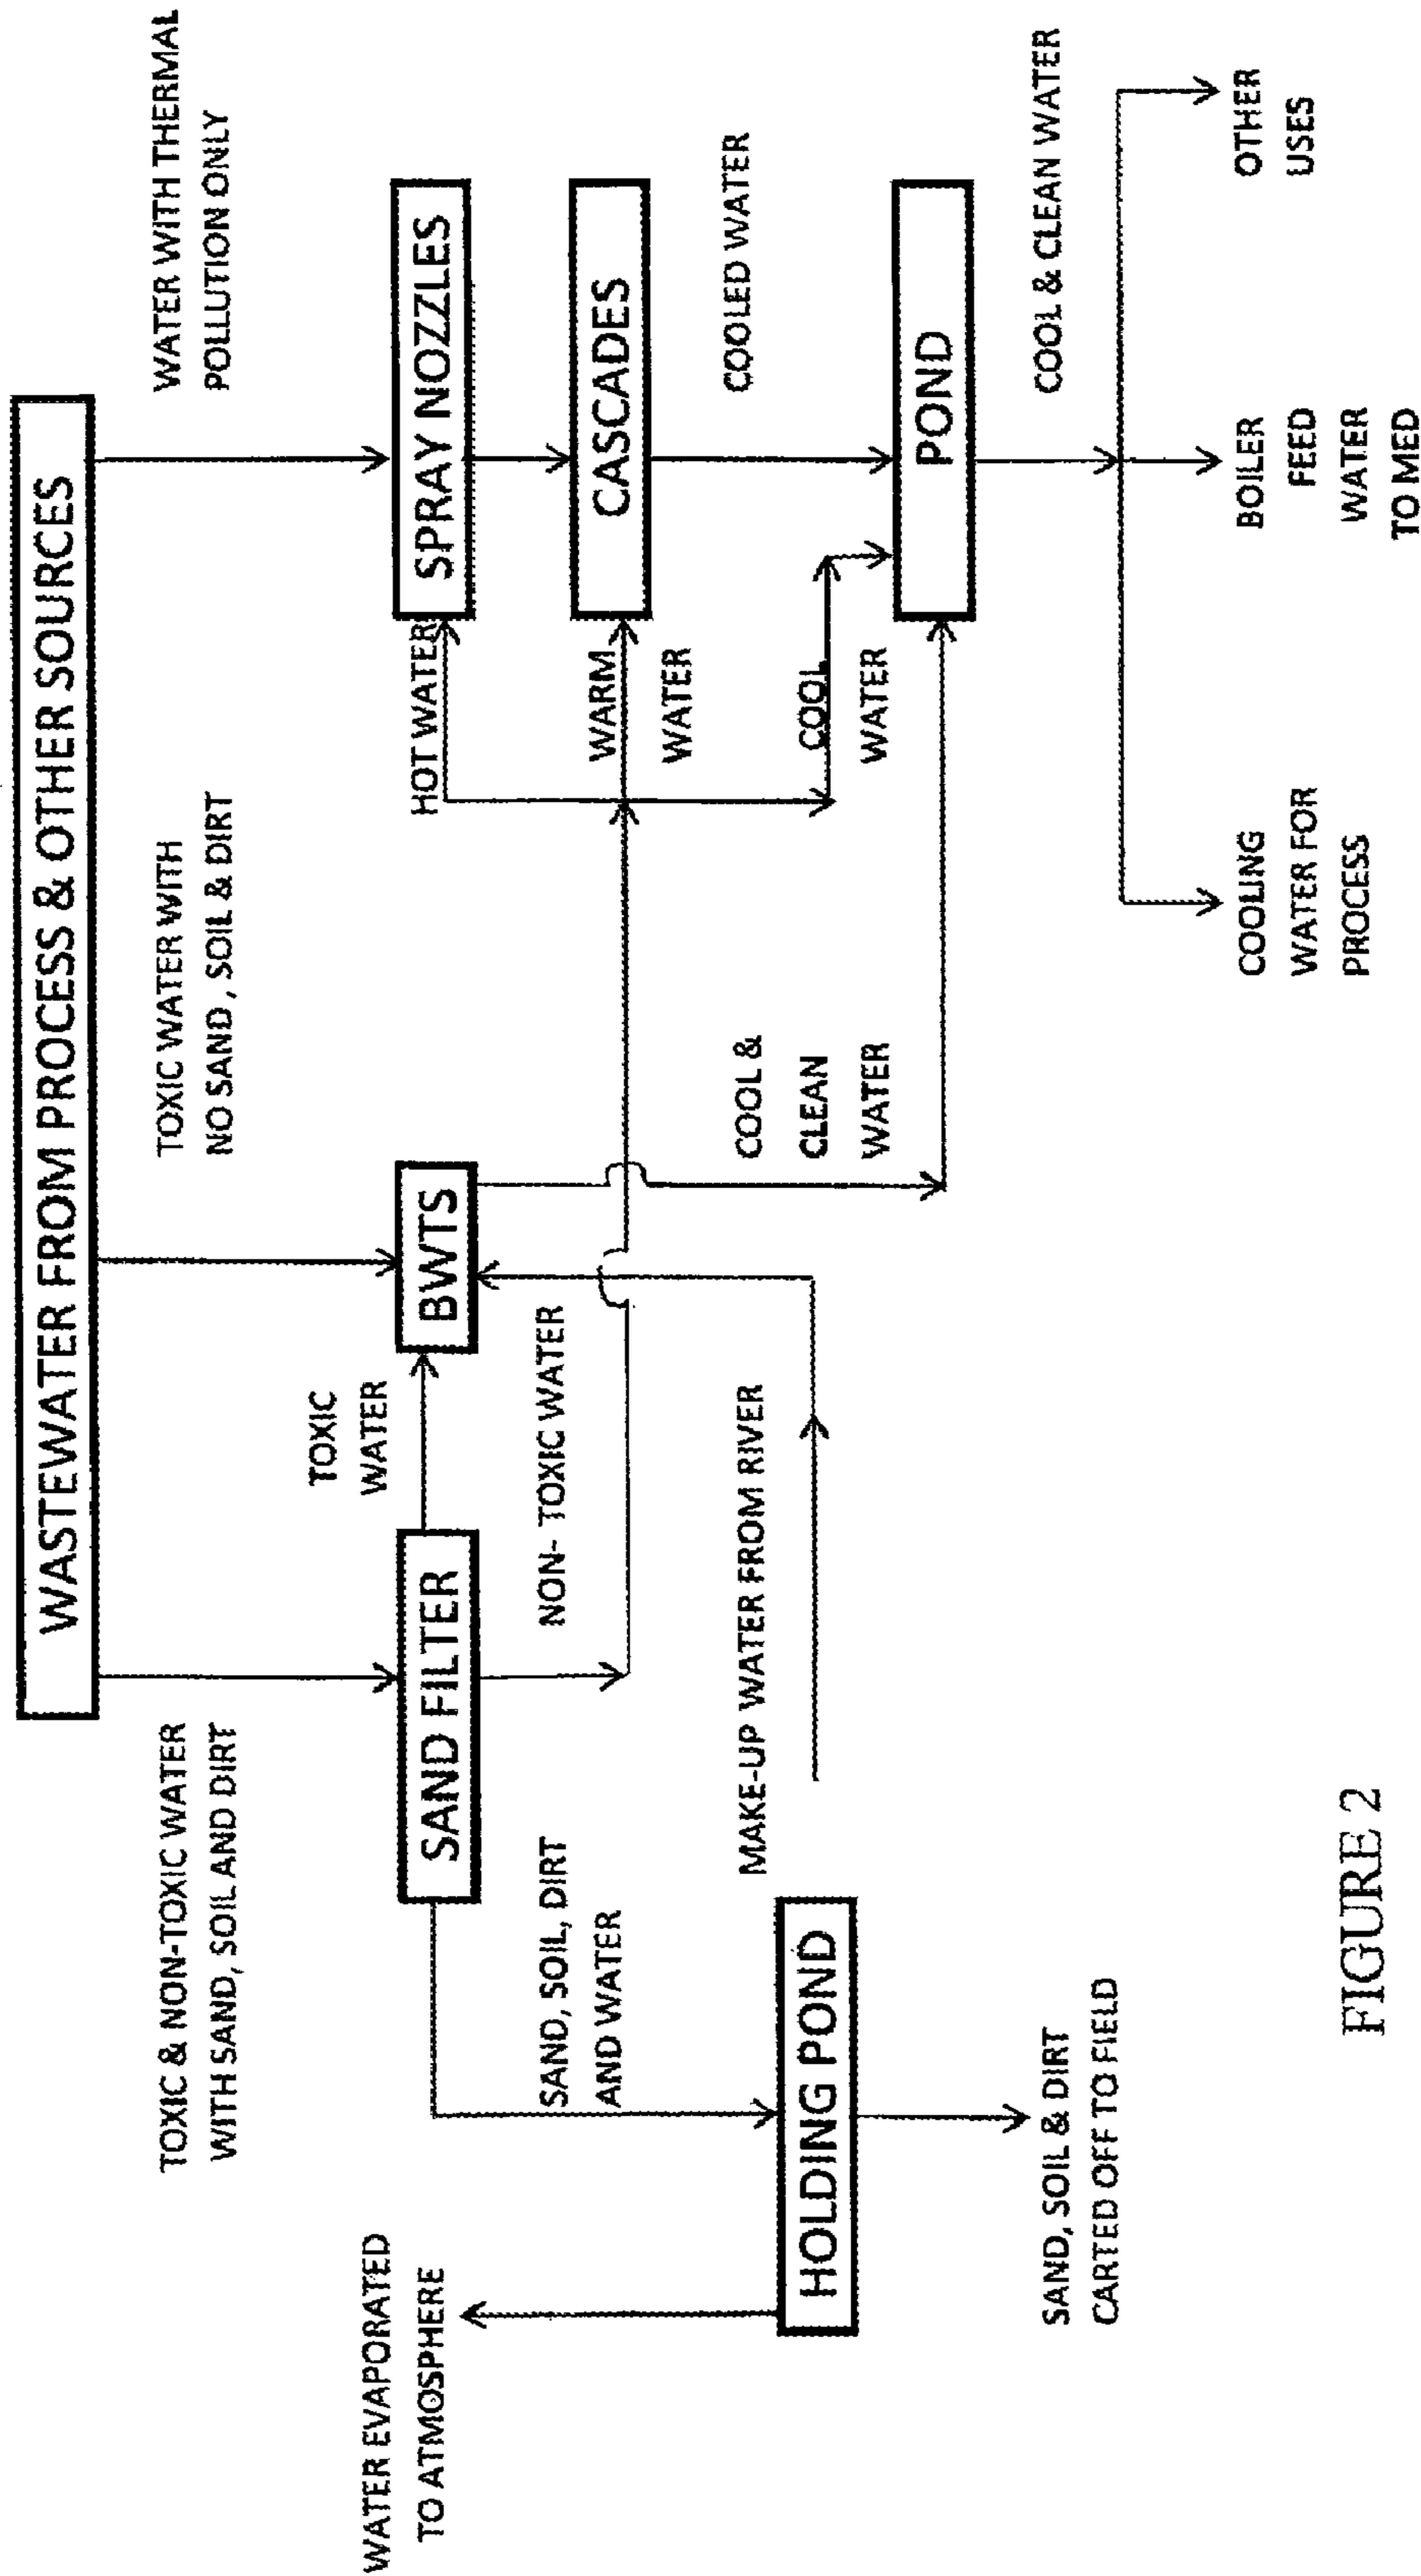 WASTEWATER FROM PROCESS & OTHER SOURCES
TOXIC & NON-TOXIC WATER
WITH SAND, SOIL AND DIRT
TOXIC WATER WITH
NO SAND , SOIL & DIRT
WATER WITH THERMAL
POLLUTION ONLY
WATER EVAPORATED
TO ATMOSPHERE
SAND FILTER
TOXIC
WATER
BWTS
HOT WATER
SPRAY NOZZLES
SAND, SOIL, DIRT
AND WATER
NON- TOXIC WATER
WARM
WATER
CASCADES
MAKE-UP WATER FROM RIVER
COOL &
CLEAN
WATER
COOL
WATER
COOLED WATER
HOLDING POND
POND
SAND, SOIL & DIRT
CARTED OFF TO FIELD
COOL & CLEAN WATER
COOLING
WATER FOR
PROCESS
BOILER
FEED
WATER
TO MED
OTHER
USES
FIGURE 2